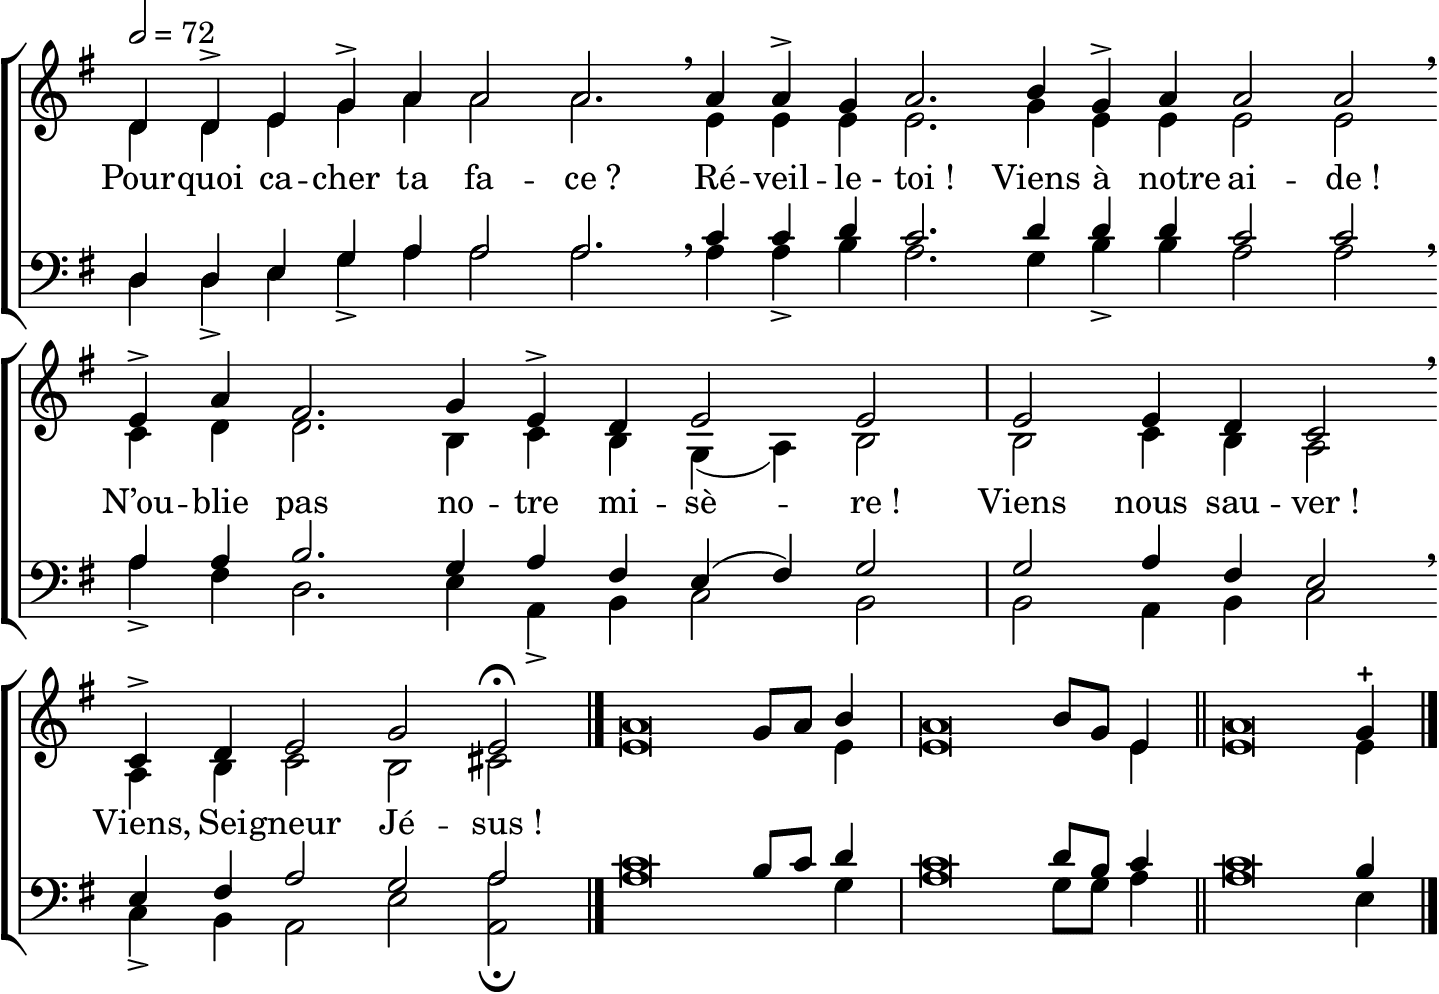 = 72
Pourquoi ca -- cher ta fa -- ce ? Ré -- veil -- le - toi ! Viens à notre ai -- de !
N’ou -- blie pas no -- tre mi -- sè -- re ! Viens nous sau -- ver !
Viens, Seigneur Jé -- sus !